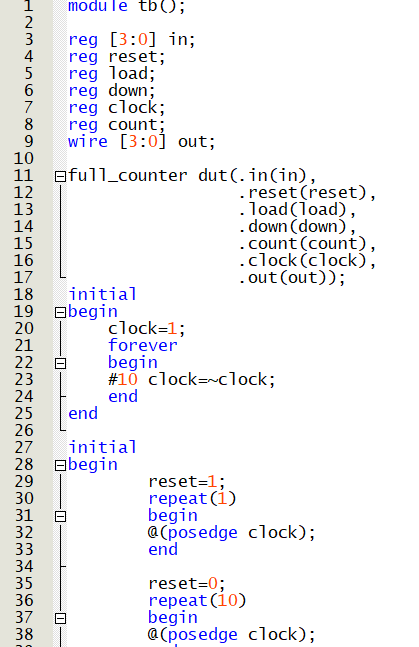 1 module tb();
2
3 reg [3:0] in;
4 reg reset;
5 reg load;
6 reg down;
7 reg clock;
8 reg count;
9 wire [3:0] out;
10
11 full_counter dut(.in(in),
12 .reset(reset),
13 .load(load),
14 .down(down),
15 .count(count),
16 .clock(clock),
17 .out(out));
18 initial
19 begin
20 clock=1;
21 forever
22 begin
23 #10 clock=~clock;
24 end
25 end
26
27 initial
28 begin
29 reset=1;
30 repeat(1)
31 begin
32 @(posedge clock);
33 end
34
35 reset=0;
36 repeat(10)
37 begin
38 @(posedge clock);